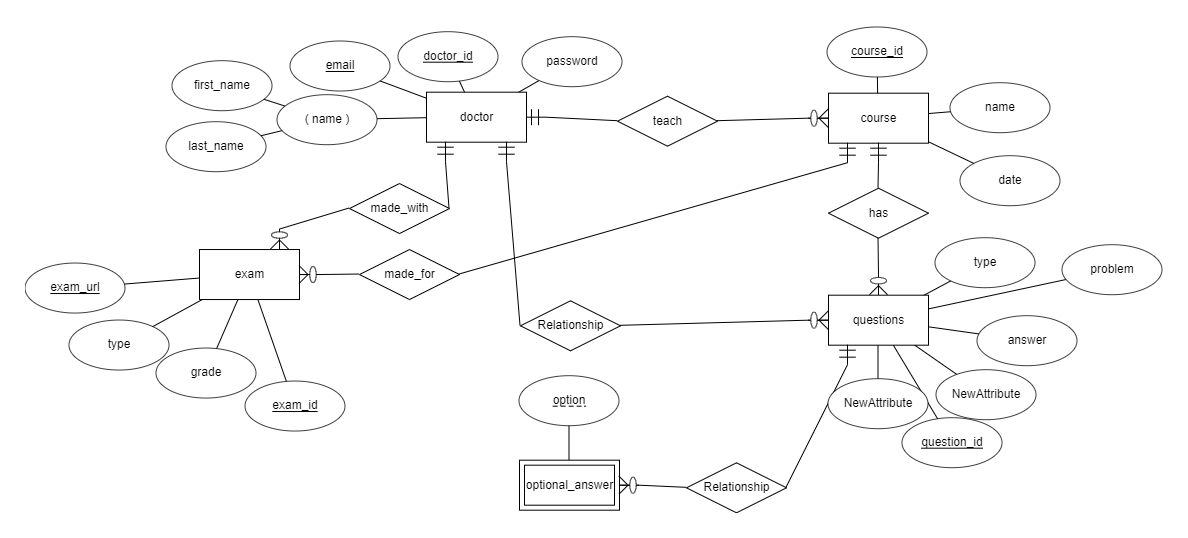 course_id
doctor_id
password
email
first_name
name
( name )
doctor
teach
course
last_name
date
made_with
has
type
problem
exam
made_for
exam_url
Relationship
questions
answer
type
grade
NewAttribute
option
NewAttribute
exam_id
question_id
optional_answer
Relationship